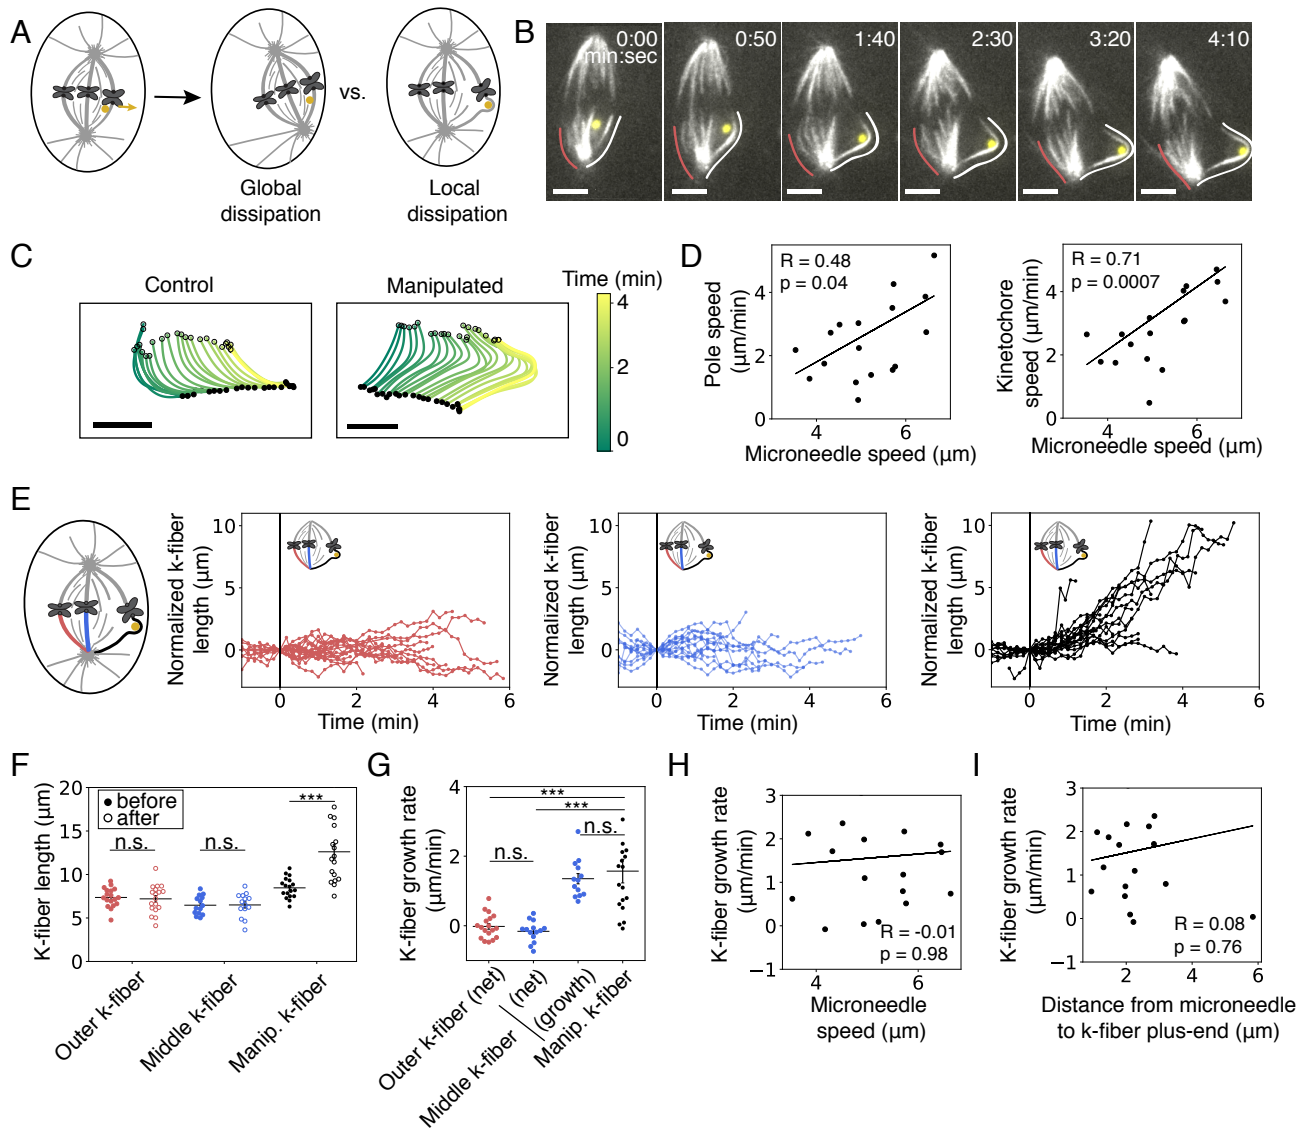 A
Global
dissipation
vs.
Local
dissipation
B
0:00
min:sec
0:50
1:40
2:30
3:20
4:10
C
Control
Manipulated
Time (min)
4
2
0
D
R = 0.48
p = 0.04
Pole speed
(µm/min)
4
2
0
4
6
Microneedle speed (µm)
R = 0.71
p = 0.0007
Kinetochore
speed (µm/min)
4
2
0
4
6
Microneedle speed (µm)
E
Normalized k-fiber
length (µm)
10
5
0
0
2
4
6
Time (min)
Normalized k-fiber
length (µm)
10
5
0
0
2
4
6
Time (min)
Normalized k-fiber
length (µm)
10
5
0
0
2
4
6
Time (min)
F
K-fiber length (µm)
20
15
10
5
0
before
after
n.s.
n.s.
***
Outer k-fiber
Middle k-fiber
Manip. k-fiber
G
K-fiber growth rate
(µm/min)
4
2
0
***
***
n.s.
n.s.
Outer k-fiber (net)
Middle k-fiber
(net)
(growth)
Manip. k-fiber
H
K-fiber growth rate
(µm/min)
3
2
1
0
−1
R = -0.01
p = 0.98
4
6
Microneedle
speed (µm)
I
K-fiber growth rate
(µm/min)
3
2
1
0
−1
R = 0.08
p = 0.76
0
2
4
6
Distance from microneedle
to k-fiber plus-end (µm)